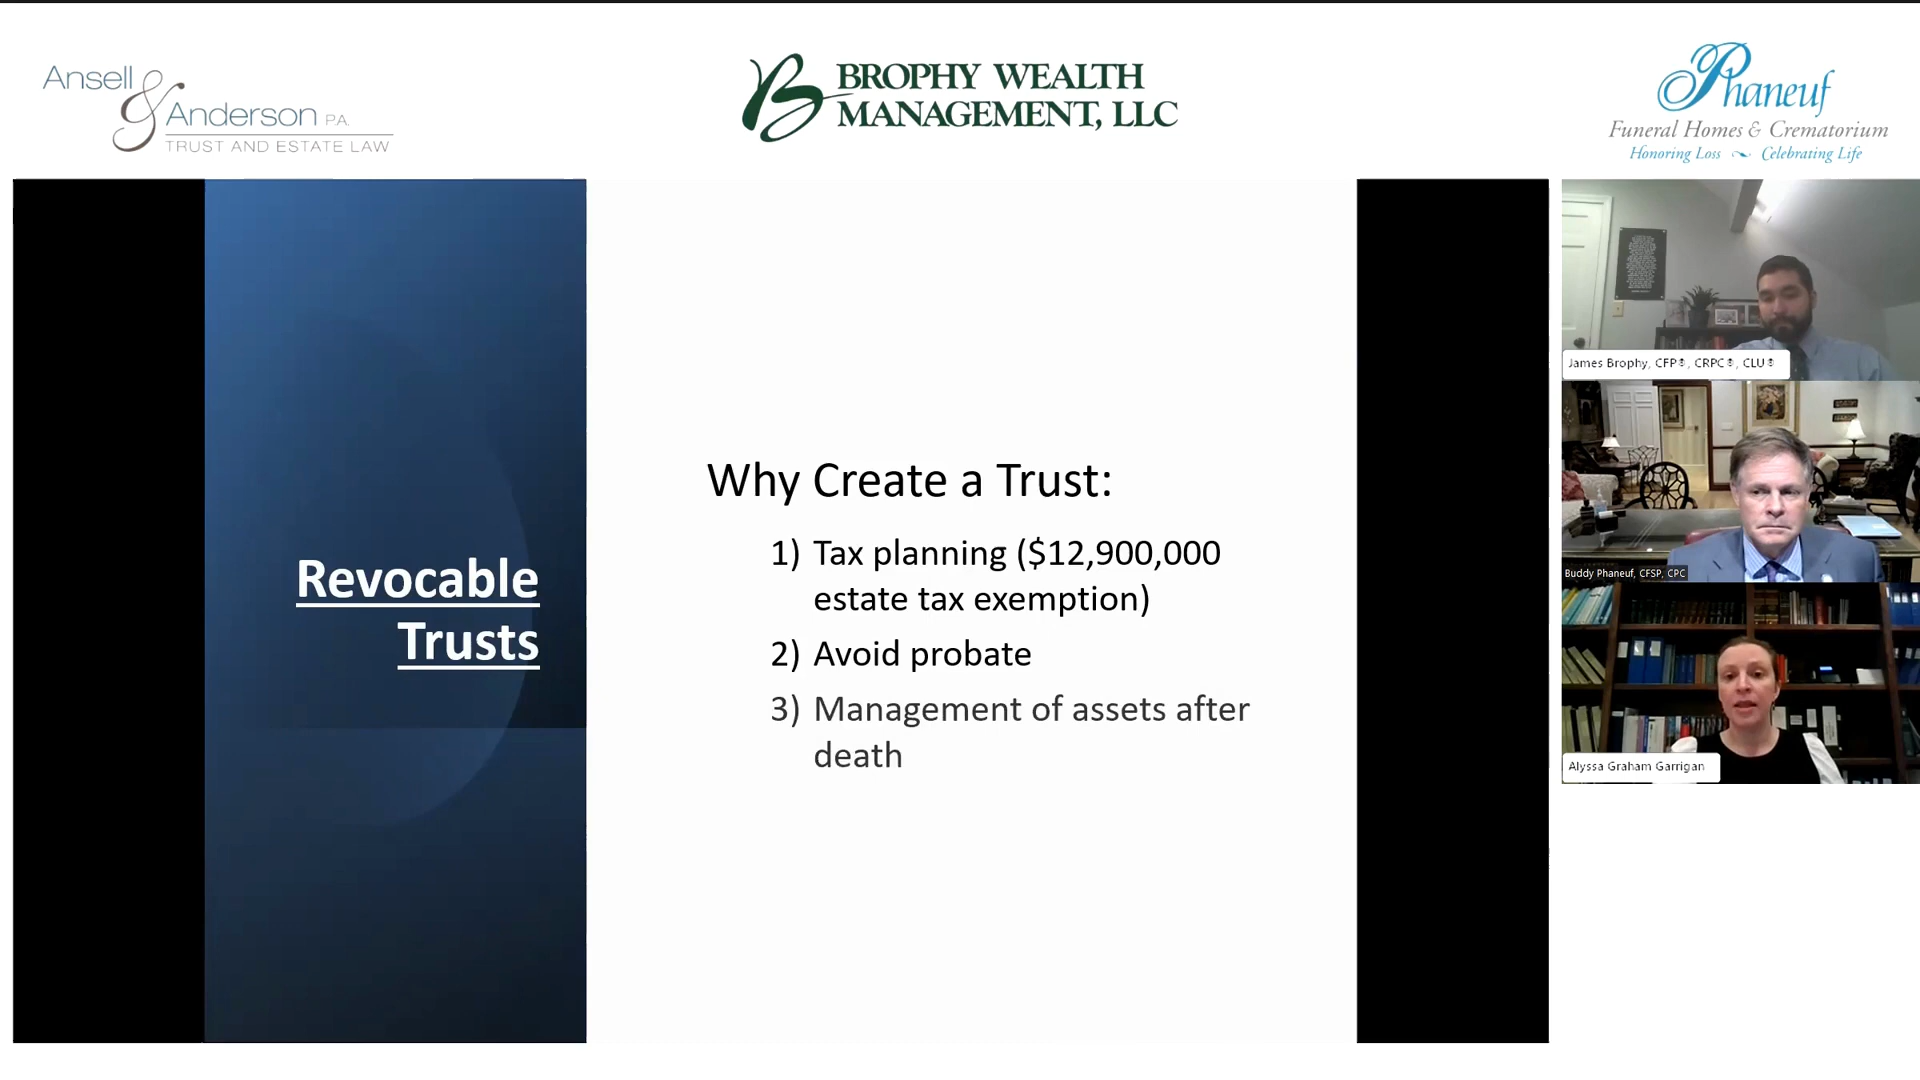 Ansell
&
Anderson P.A.
TRUST AND ESTATE LAW
B BROPHY WEALTH
MANAGEMENT, LLC
Phaneuf
Funeral Homes & Crematorium
Honoring Loss ~ Celebrating Life
Revocable
Trusts
Why Create a Trust:
1) Tax planning ($12,900,000
estate tax exemption)
2) Avoid probate
3) Management of assets after
death
James Brophy, CFP®, CRPC®, CLU®
Buddy Phaneuf, CFSP, CPC
Alyssa Graham Garrigan